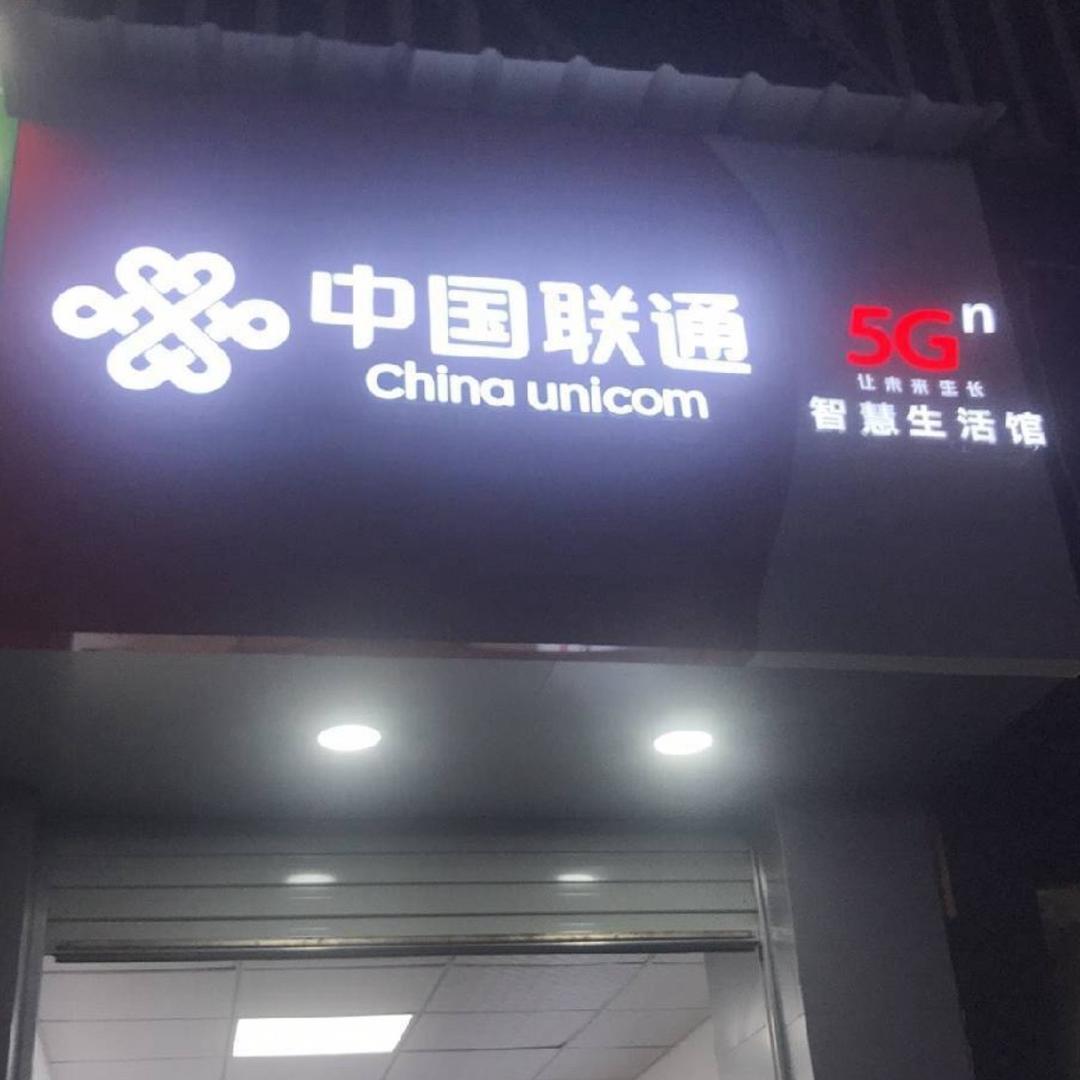 中国联通
China unicom
5Gⁿ
让未来生长
智慧生活馆